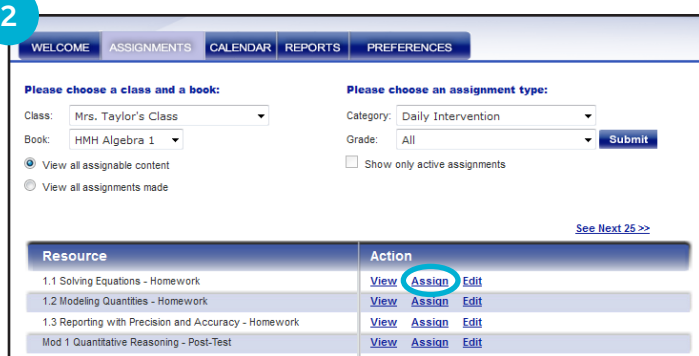 2
WELCOME ASSIGNMENTS CALENDAR REPORTS PREFERENCES
Please choose a class and a book: Please choose an assignment type:
Class: Mrs. Taylor's Class Category: Daily Intervention
Book: HMH Algebra 1 Grade: All Submit
View all assignable content Show only active assignments
View all assignments made
See Next 25 >>
Resource Action
1.1 Solving Equations - Homework View Assign Edit
1.2 Modeling Quantities - Homework View Assign Edit
1.3 Reporting with Precision and Accuracy - Homework View Assign Edit
Mod 1 Quantitative Reasoning - Post-Test View Assign Edit